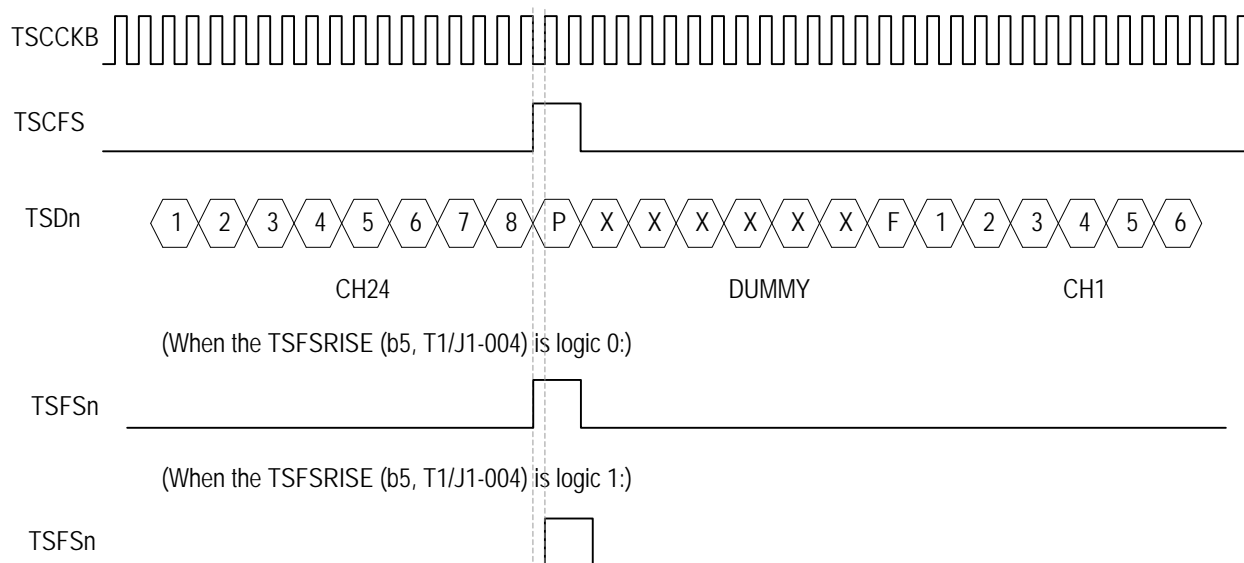 TSCCKB
TSCFS
TSDn 1 2 3 4 5 6 7 8 P X X X X X X F 1 2 3 4 5 6
CH24 DUMMY CH1
(When the TSFSRISE (b5, T1/J1-004) is logic 0:)
TSFSn
(When the TSFSRISE (b5, T1/J1-004) is logic 1:)
TSFSn